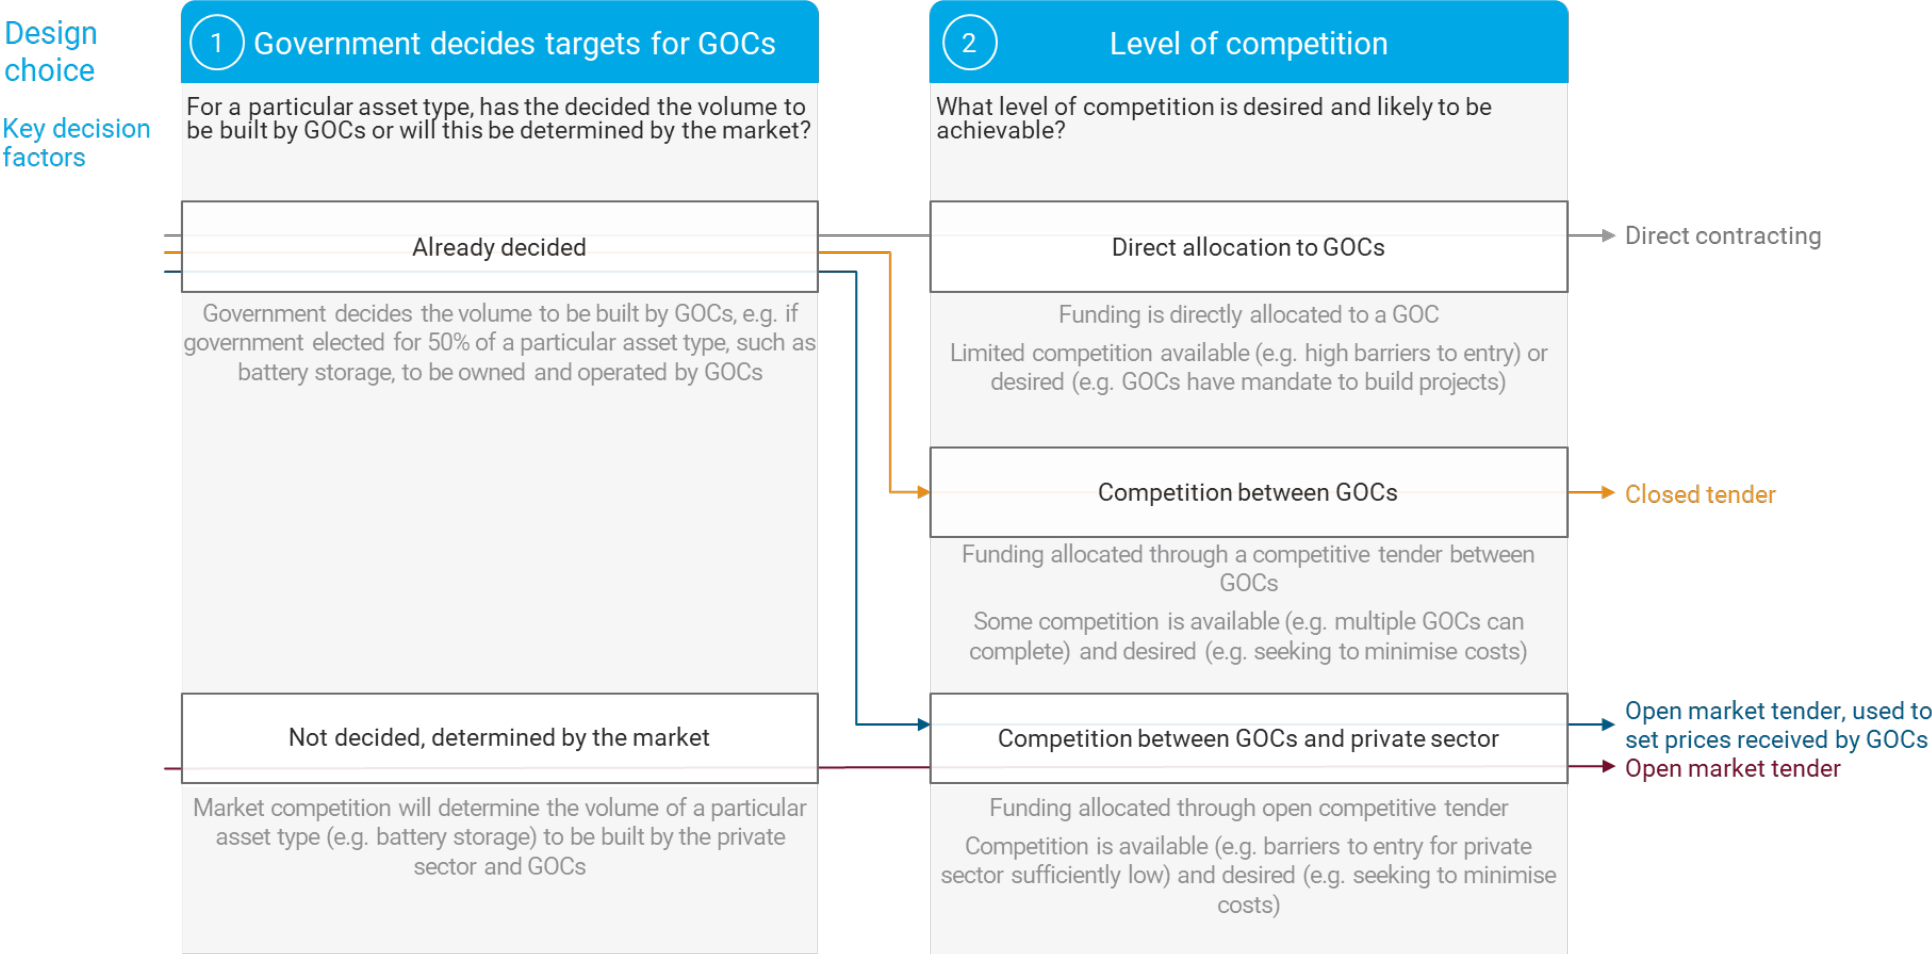 Design
choice
Key decision
factors
1 Government decides targets for GOCs
For a particular asset type, has the decided the volume to
be built by GOCs or will this be determined by the market?
Already decided
Government decides the volume to be built by GOCs, e.g. if
government elected for 50% of a particular asset type, such as
battery storage, to be owned and operated by GOCs
Not decided, determined by the market
Market competition will determine the volume of a particular
asset type (e.g. battery storage) to be built by the private
sector and GOCs
2 Level of competition
What level of competition is desired and likely to be
achievable?
Direct allocation to GOCs
Funding is directly allocated to a GOC
Limited competition available (e.g. high barriers to entry) or
desired (e.g. GOCs have mandate to build projects)
Competition between GOCs
Funding allocated through a competitive tender between
GOCs
Some competition is available (e.g. multiple GOCs can
complete) and desired (e.g. seeking to minimise costs)
Competition between GOCs and private sector
Funding allocated through open competitive tender
Competition is available (e.g. barriers to entry for private
sector sufficiently low) and desired (e.g. seeking to minimise
costs)
Direct contracting
Closed tender
Open market tender, used to
set prices received by GOCs
Open market tender